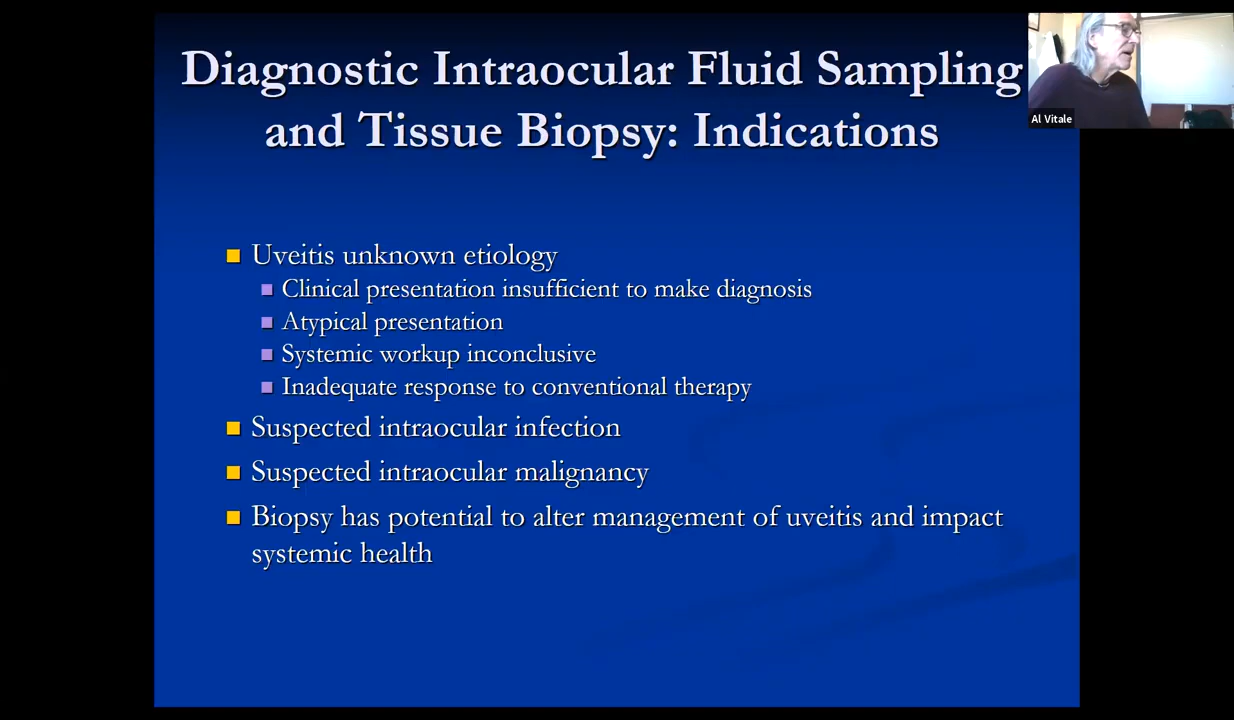 Diagnostic Intraocular Fluid Sampling
and Tissue Biopsy: Indications
Al Vitale
Uveitis unknown etiology
Clinical presentation insufficient to make diagnosis
Atypical presentation
Systemic workup inconclusive
Inadequate response to conventional therapy
Suspected intraocular infection
Suspected intraocular malignancy
Biopsy has potential to alter management of uveitis and impact
systemic health